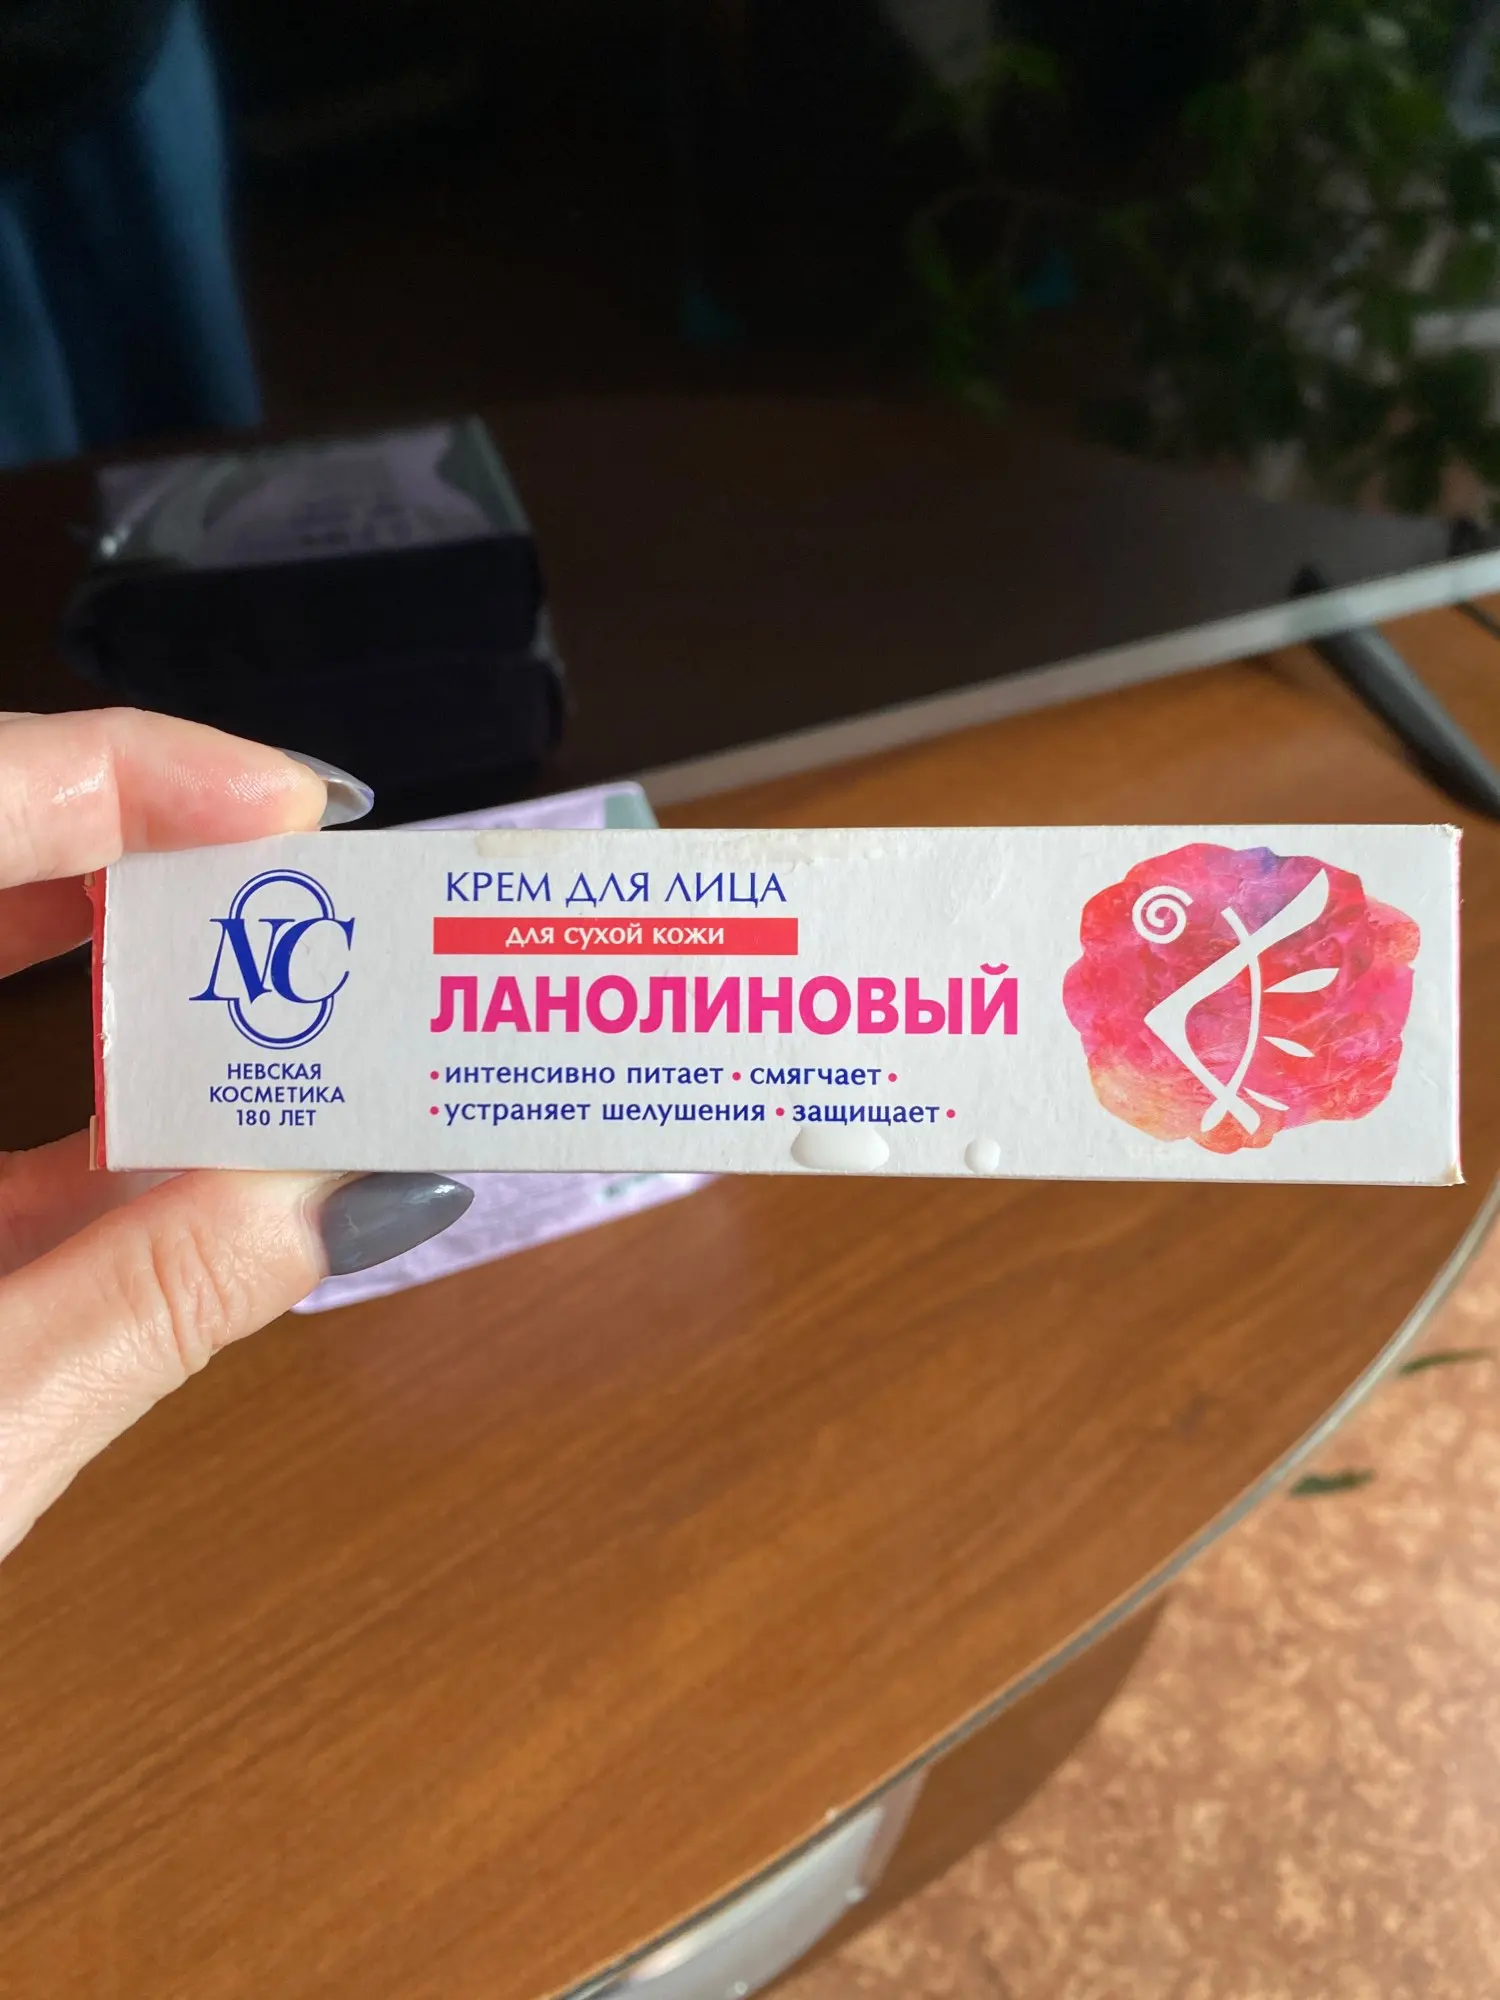 NC
НЕВСКАЯ
КОСМЕТИКА
180 ЛЕТ
КРЕМ ДЛЯ ЛИЦА
для сухой кожи
ЛАНОЛИНОВЫЙ
• интенсивно питает • смягчает •
• устраняет шелушения • защищает •